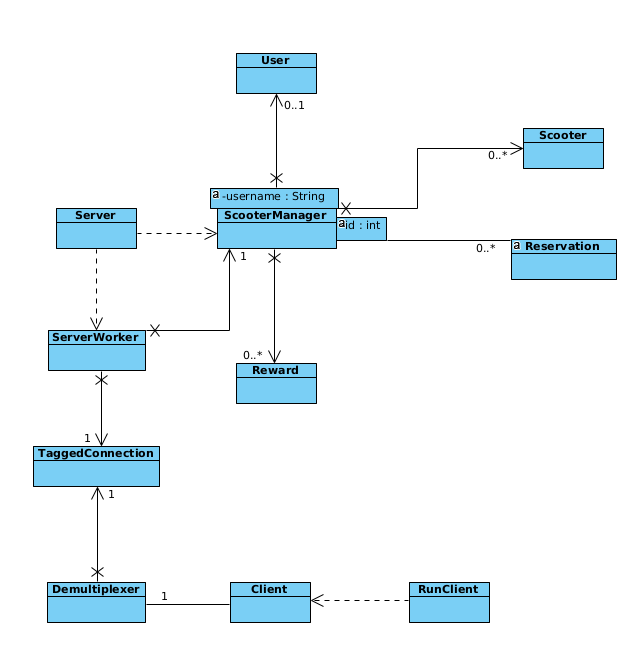 User
0..1
Scooter
0..*
a -username : String
Server
ScooterManager
a id : int
1
0..*
a Reservation
ServerWorker
0..*
Reward
1
TaggedConnection
1
Demultiplexer
1
Client
RunClient